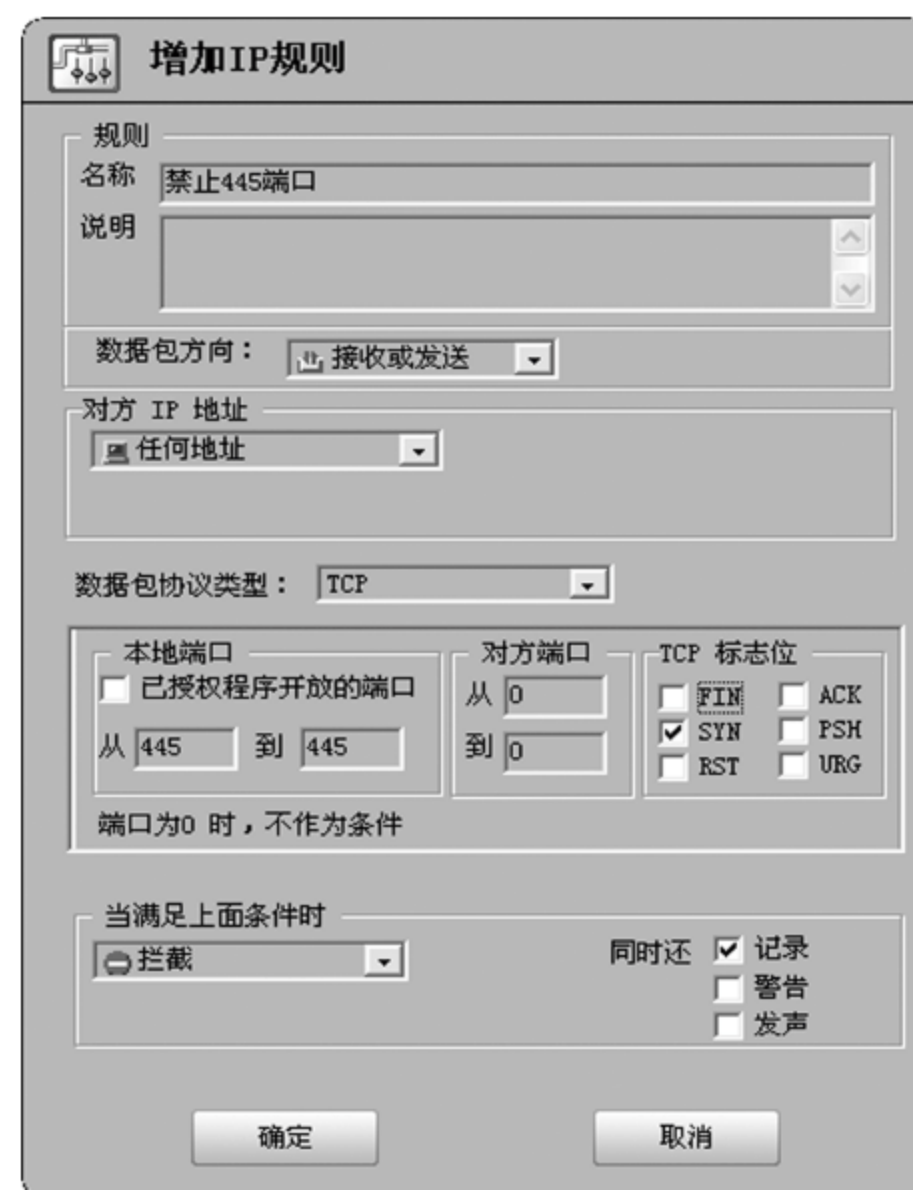 增加IP规则
规则
名称 禁止445端口
说明
数据包方向： 接收或发送
对方 IP 地址
任何地址
数据包协议类型： TCP
本地端口 对方端口 TCP 标志位
已授权程序开放的端口 从 0 FIN ACK
从 445 到 445 到 0 SYN PSH
RST URG
端口为0 时，不作为条件
当满足上面条件时
拦截 同时还 记录
警告
发声
确定 取消